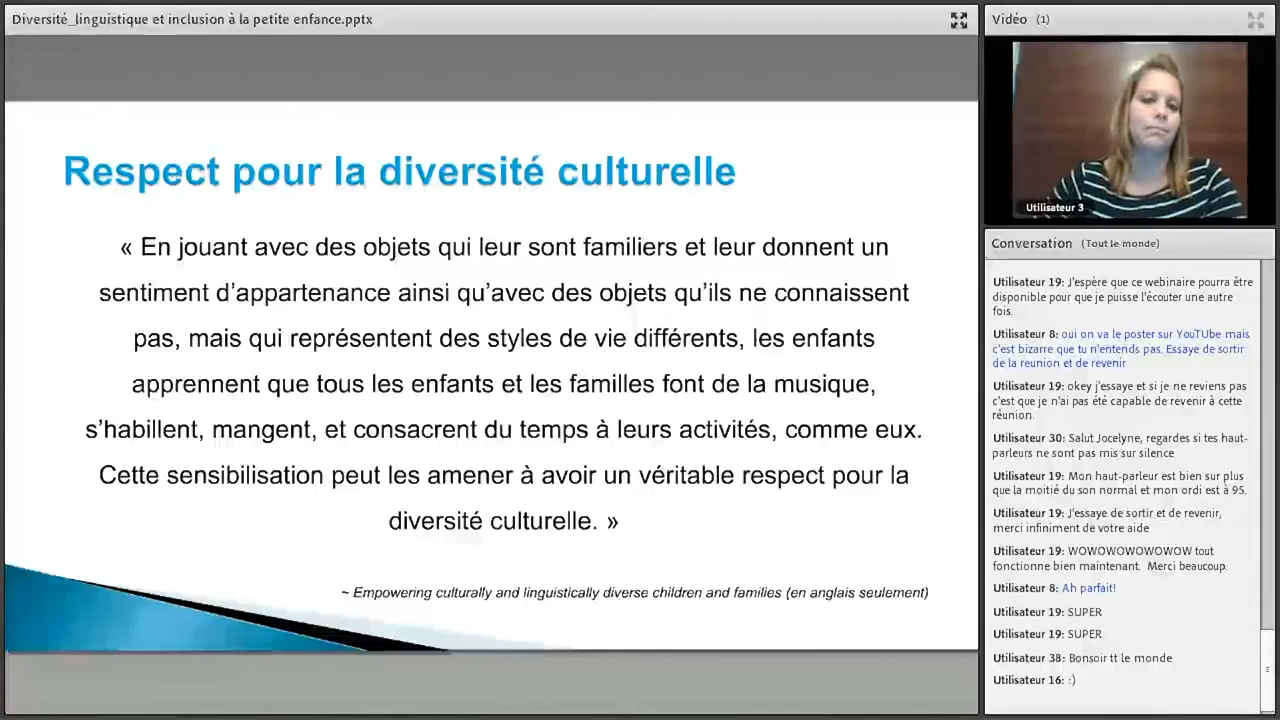 Diversité_linguistique et inclusion à la petite enfance.pptx
Respect pour la diversité culturelle
« En jouant avec des objets qui leur sont familiers et leur donnent un
sentiment d’appartenance ainsi qu’avec des objets qu’ils ne connaissent
pas, mais qui représentent des styles de vie différents, les enfants
apprennent que tous les enfants et les familles font de la musique,
s’habillent, mangent, et consacrent du temps à leurs activités, comme eux.
Cette sensibilisation peut les amener à avoir un véritable respect pour la
diversité culturelle. »
~ Empowering culturally and linguistically diverse children and families (en anglais seulement)
Vidéo (1)
Utilisateur 3
Conversation (Tout le monde)
Utilisateur 19: J'espère que ce webinaire pourra être
disponible pour que je puisse l'écouter une autre
fois.
Utilisateur 8: oui on va le poster sur YouTUbe mais
c'est bizarre que tu n'entends pas. Essaye de sortir
de la reunion et de revenir
Utilisateur 19: okey j'essaye et si je ne reviens pas
c'est que je n'ai pas été capable de revenir à cette
réunion.
Utilisateur 30: Salut Jocelyne, regardes si tes haut-
parleurs ne sont pas mis sur silence
Utilisateur 19: Mon haut-parleur est bien sur plus
que la moitié du son normal et mon ordi est à 95.
Utilisateur 19: J'essaye de sortir et de revenir,
merci infiniment de votre aide
Utilisateur 19: WOWOWOWOWOWOW tout
fonctionne bien maintenant. Merci beaucoup.
Utilisateur 8: Ah parfait!
Utilisateur 19: SUPER
Utilisateur 19: SUPER
Utilisateur 38: Bonsoir tt le monde
Utilisateur 16: :)